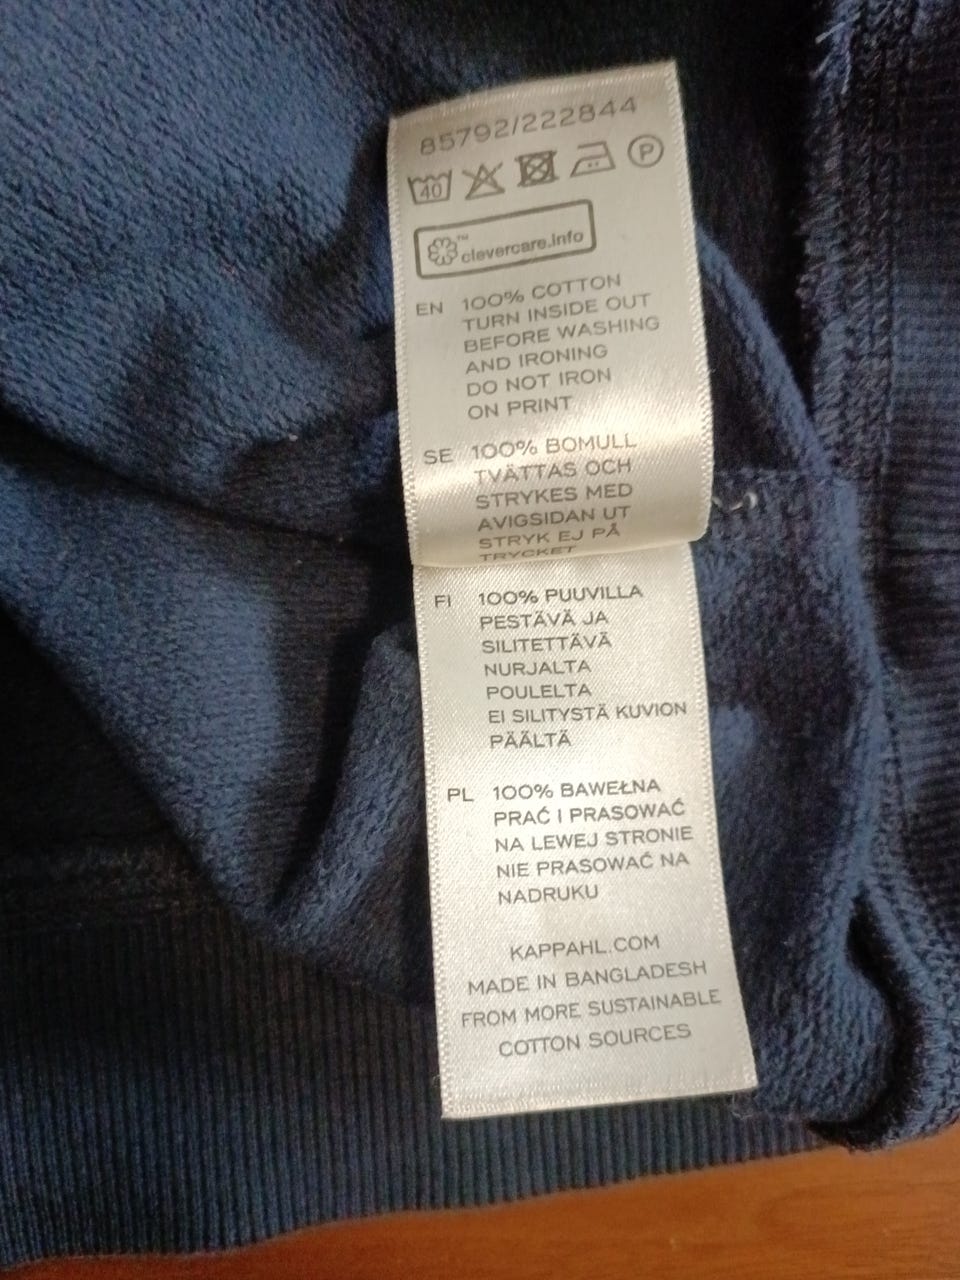 85792/222844
40 P
™ clevercare.info
EN 100% COTTON
TURN INSIDE OUT
BEFORE WASHING
AND IRONING
DO NOT IRON
ON PRINT
SE 100% BOMULL
TVÄTTAS OCH
STRYKES MED
AVIGSIDAN UT
STRYK EJ PÅ
TRYCKET
FI 100% PUUVILLA
PESTÄVÄ JA
SILITETTÄVÄ
NURJALTA
POULELTA
EI SILITYSTÄ KUVION
PÄÄLTÄ
PL 100% BAWEŁNA
PRAĆ I PRASOWAĆ
NA LEWEJ STRONIE
NIE PRASOWAĆ NA
NADRUKU
KAPPAHL.COM
MADE IN BANGLADESH
FROM MORE SUSTAINABLE
COTTON SOURCES